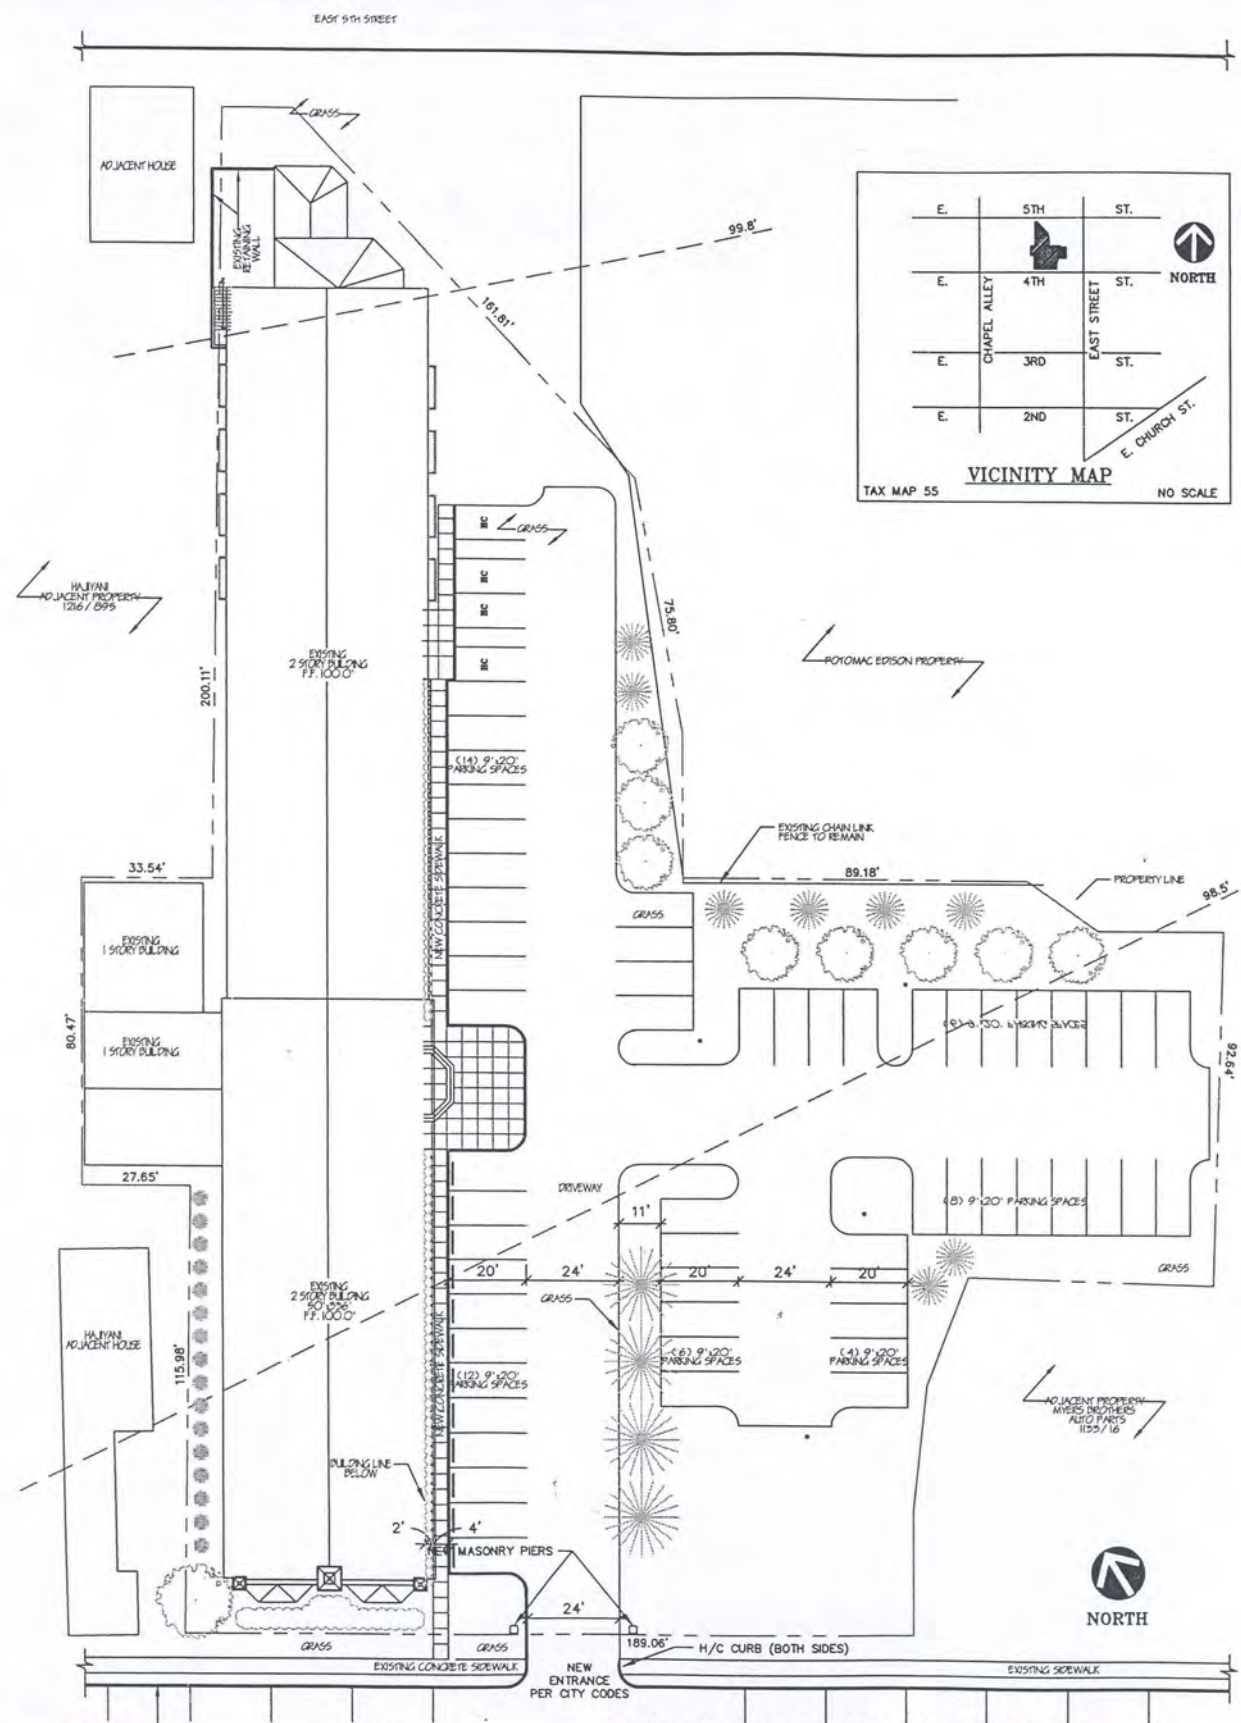 EAST 5TH STREET
GRASS
ADJACENT HOUSE
EXISTING
RETAINING
WALL
99.8'
161.81'
E. 5TH ST.
E. 4TH ST.
E. 3RD ST.
E. 2ND ST.
CHAPEL ALLEY
EAST STREET
E. CHURCH ST.
NORTH
VICINITY MAP
TAX MAP 55
NO SCALE
HC
GRASS
HC
HC
HC
HAJIYANI
ADJACENT PROPERTY
1216 / 895
200.11'
EXISTING
2 STORY BUILDING
F.F. 100.0'
75.80'
POTOMAC EDISON PROPERTY
(14) 9'x20'
PARKING SPACES
NEW CONCRETE SIDEWALK
EXISTING CHAIN LINK
FENCE TO REMAIN
33.54'
89.18'
PROPERTY LINE
98.5'
GRASS
EXISTING
1 STORY BUILDING
EXISTING
1 STORY BUILDING
80.47'
92.64'
27.65'
DRIVEWAY
(8) 9'x20' PARKING SPACES
11'
20'
24'
20'
24'
20'
GRASS
GRASS
EXISTING
2 STORY BUILDING
50'x336'
F.F. 100.0'
HAJIYANI
ADJACENT HOUSE
115.98'
NEW CONCRETE SIDEWALK
(12) 9'x20'
PARKING SPACES
(6) 9'x20'
PARKING SPACES
(4) 9'x20'
PARKING SPACES
ADJACENT PROPERTY
MYERS BROTHERS
AUTO PARTS
1155/16
BUILDING LINE
BELOW
2'
4'
NEW MASONRY PIERS
24'
NORTH
189.06'
H/C CURB (BOTH SIDES)
GRASS
GRASS
EXISTING CONCRETE SIDEWALK
NEW
ENTRANCE
PER CITY CODES
EXISTING SIDEWALK